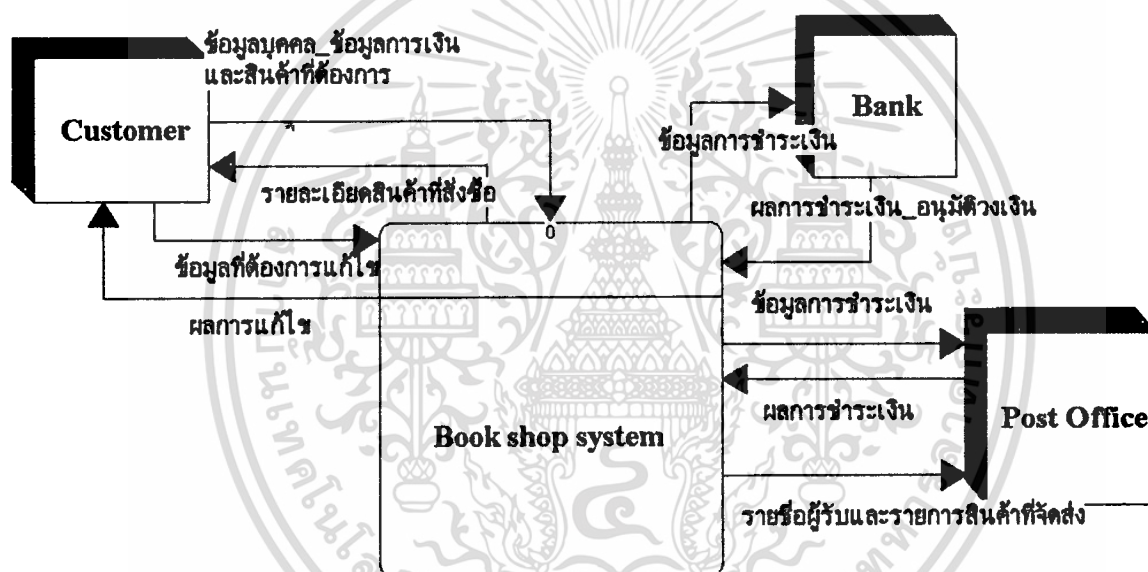 ข้อมูลบุคคล_ข้อมูลการเงิน
และสินค้าที่ต้องการ
Customer
Bank
ข้อมูลการชำระเงิน
รายละเอียดสินค้าที่สั่งซื้อ
ผลการชำระเงิน_อนุมัติวงเงิน
0
ข้อมูลที่ต้องการแก้ไข
ข้อมูลการชำระเงิน
ผลการแก้ไข
ผลการชำระเงิน
Post Office
Book shop system
รายชื่อผู้รับและรายการสินค้าที่จัดส่ง